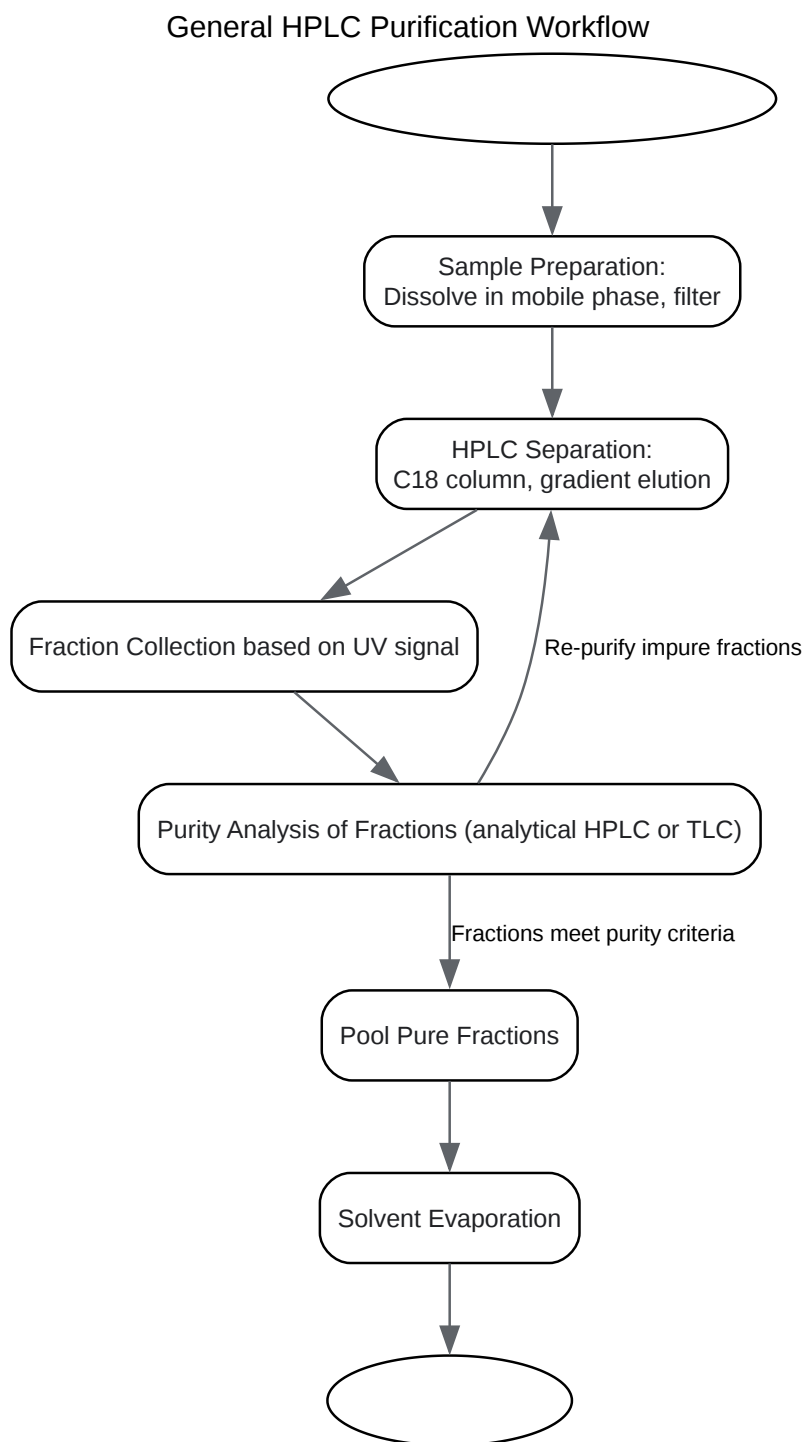 General HPLC Purification Workflow
Sample Preparation:
Dissolve in mobile phase, filter
HPLC Separation:
C18 column, gradient elution
Fraction Collection based on UV signal
Re-purify impure fractions
Purity Analysis of Fractions (analytical HPLC or TLC)
Fractions meet purity criteria
Pool Pure Fractions
Solvent Evaporation